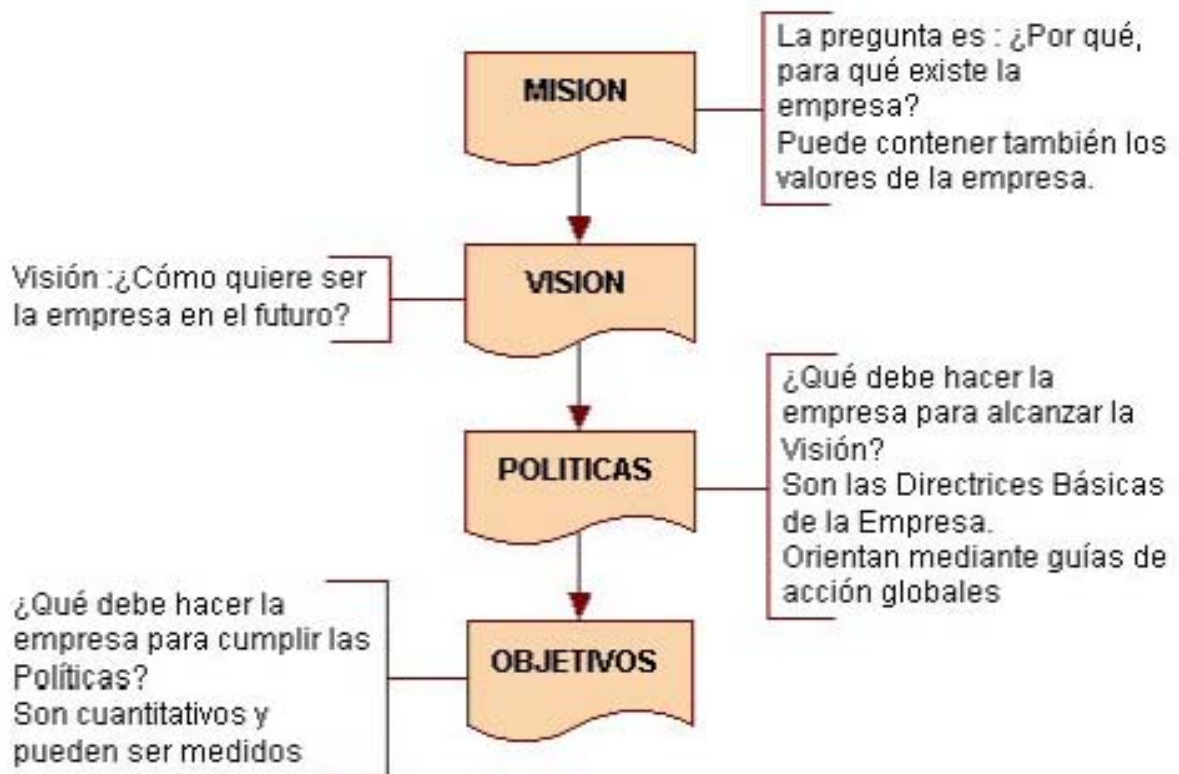 MISION
La pregunta es : ¿Por qué,
para qué existe la
empresa?
Puede contener también los
valores de la empresa.
Visión :¿Cómo quiere ser
la empresa en el futuro?
VISION
POLITICAS
¿Qué debe hacer la
empresa para alcanzar la
Visión?
Son las Directrices Básicas
de la Empresa.
Orientan mediante guías de
acción globales
¿Qué debe hacer la
empresa para cumplir las
Políticas?
Son cuantitativos y
pueden ser medidos
OBJETIVOS